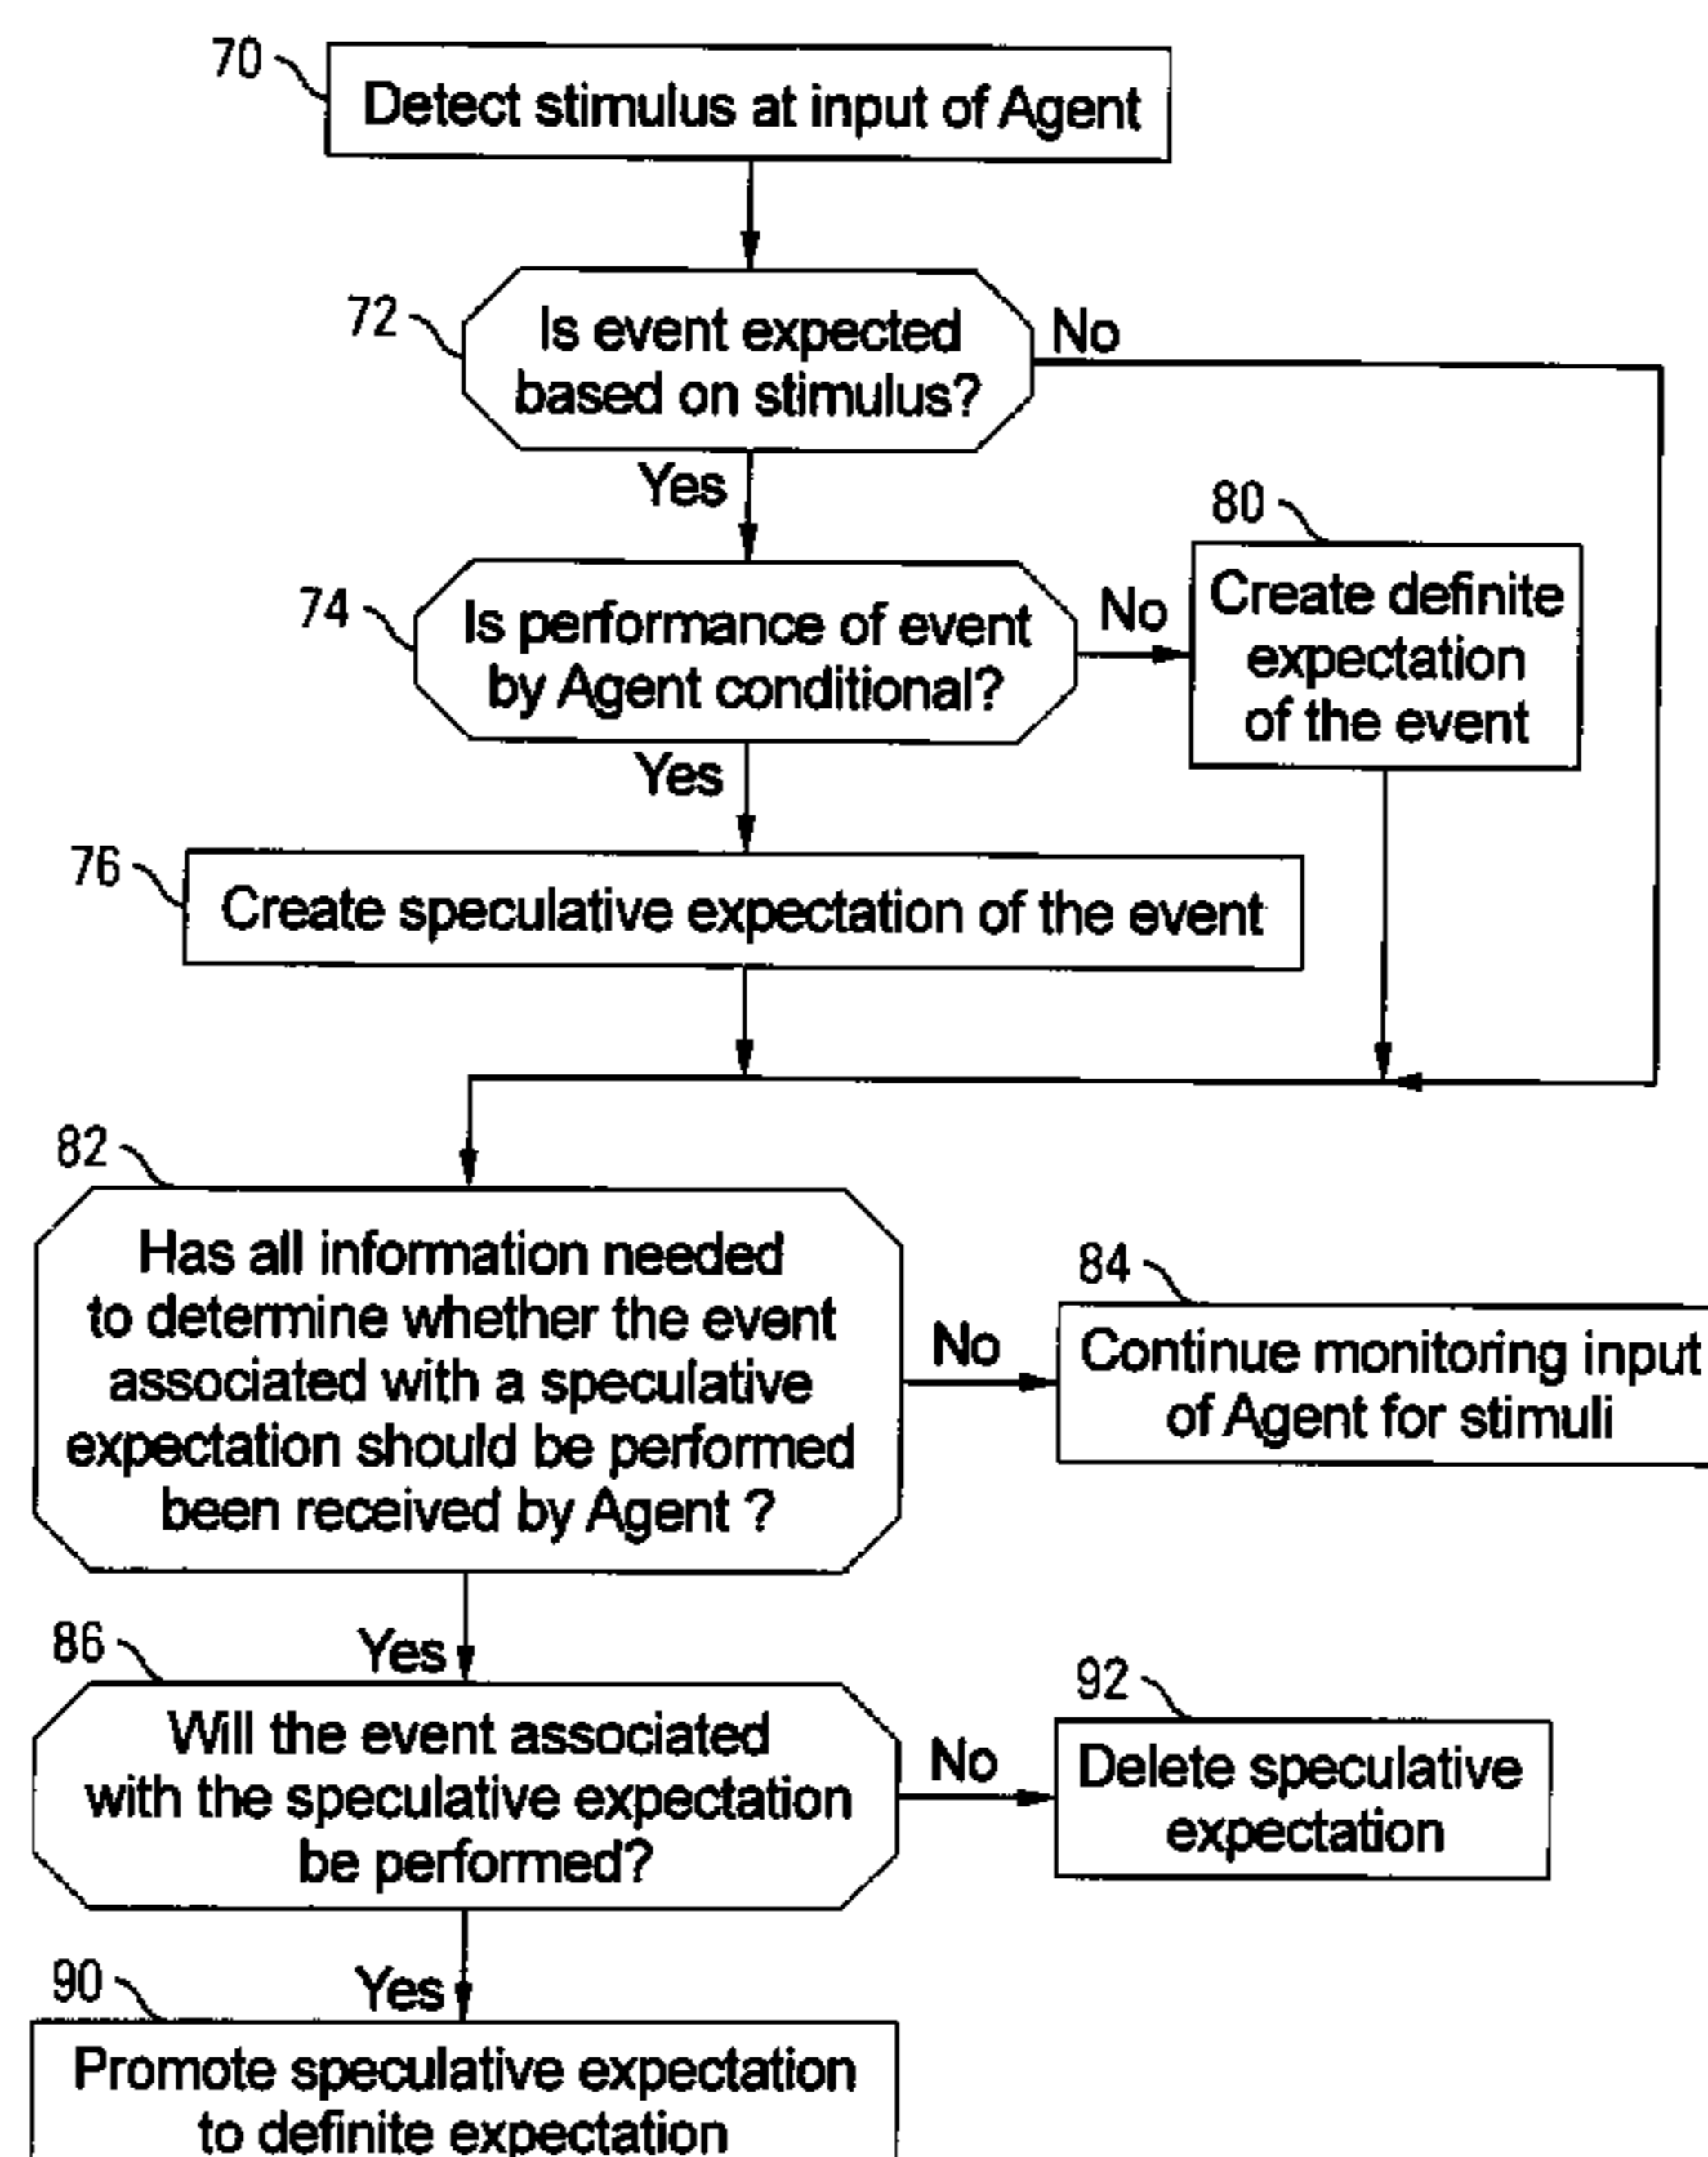 70
Detect stimulus at input of Agent
72
Is event expected
based on stimulus?
No
Yes
80
Create definite
expectation
of the event
74
Is performance of event
by Agent conditional?
No
Yes
76
Create speculative expectation of the event
82
Has all information needed
to determine whether the event
associated with a speculative
expectation should be performed
been received by Agent ?
No
84
Continue monitoring input
of Agent for stimuli
Yes
86
Will the event associated
with the speculative expectation
be performed?
No
92
Delete speculative
expectation
Yes
90
Promote speculative expectation
to definite expectation